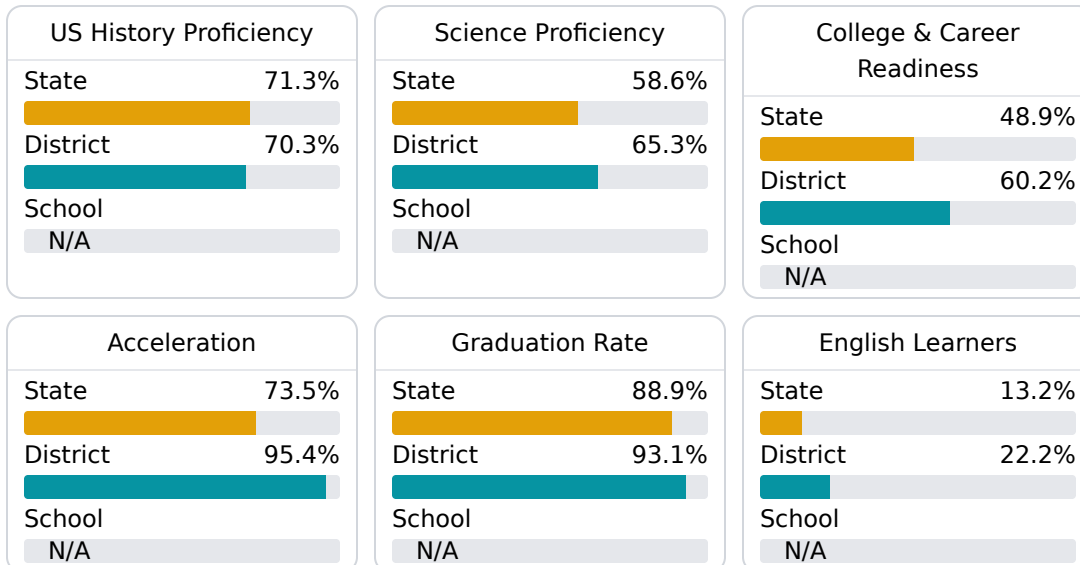 US History Proficiency
State 71.3%
District 70.3%
School
N/A
Science Proficiency
State 58.6%
District 65.3%
School
N/A
College & Career
Readiness
State 48.9%
District 60.2%
School
N/A
Acceleration
State 73.5%
District 95.4%
School
N/A
Graduation Rate
State 88.9%
District 93.1%
School
N/A
English Learners
State 13.2%
District 22.2%
School
N/A